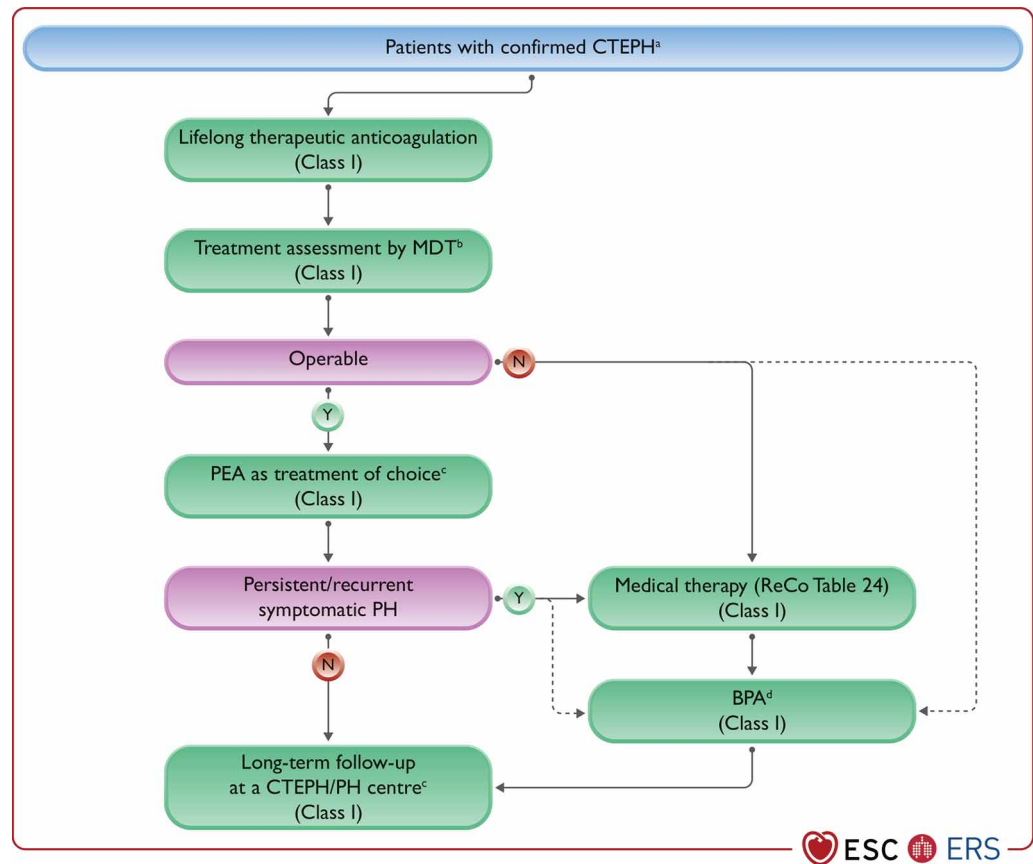 Patients with confirmed CTEPHᵃ
Lifelong therapeutic anticoagulation
(Class I)
Treatment assessment by MDTᵇ
(Class I)
Operable
N
Y
PEA as treatment of choiceᶜ
(Class I)
Persistent/recurrent
symptomatic PH
Y
Medical therapy (ReCo Table 24)
(Class I)
N
BPAᵈ
(Class I)
Long-term follow-up
at a CTEPH/PH centreᶜ
(Class I)
ESC ERS